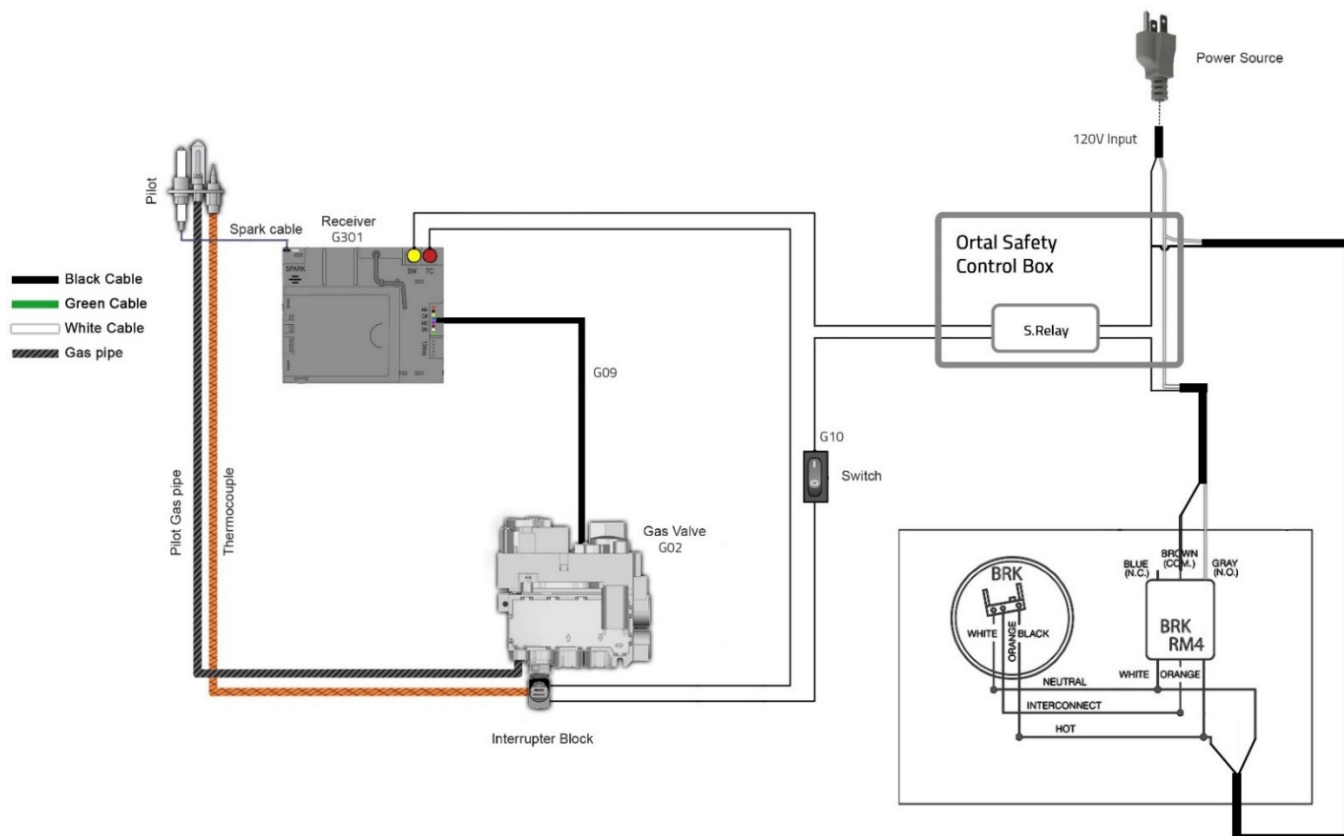 Power Source
120V Input
Pilot
Spark cable
Receiver
G301
SPARK
SW TC
Ortal Safety
Control Box
S.Relay
Black Cable
Green Cable
White Cable
Gas pipe
PANEL
G09
G10
Switch
Pilot Gas pipe
Thermocouple
Gas Valve
G02
Interrupter Block
BRK
WHITE
ORANGE
BLACK
BLUE
(N.C.)
BROWN
(COM.)
GRAY
(N.O.)
BRK
RM4
WHITE
ORANGE
NEUTRAL
INTERCONNECT
HOT